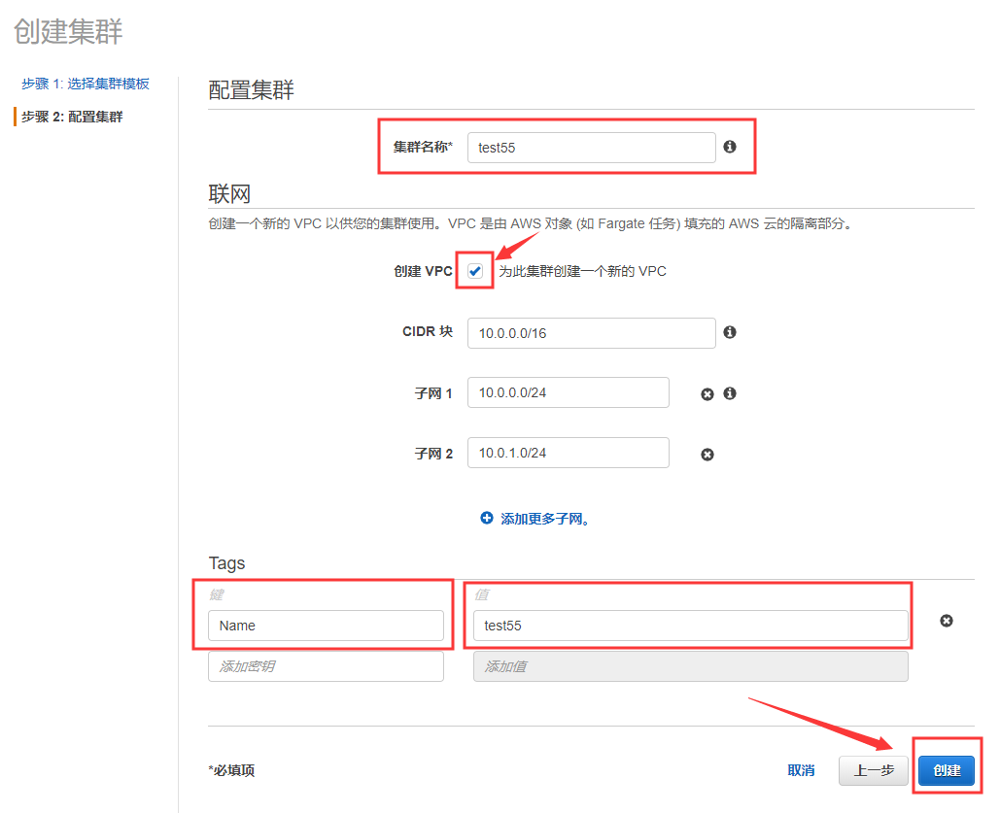 创建集群
步骤 1: 选择集群模板
步骤 2: 配置集群
配置集群
集群名称* test55
联网
创建一个新的 VPC 以供您的集群使用。VPC 是由 AWS 对象 (如 Fargate 任务) 填充的 AWS 云的隔离部分。
创建 VPC 为此集群创建一个新的 VPC
CIDR 块 10.0.0.0/16
子网 1 10.0.0.0/24
子网 2 10.0.1.0/24
添加更多子网。
Tags
键 值
Name test55
添加密钥 添加值
*必填项 取消 上一步 创建